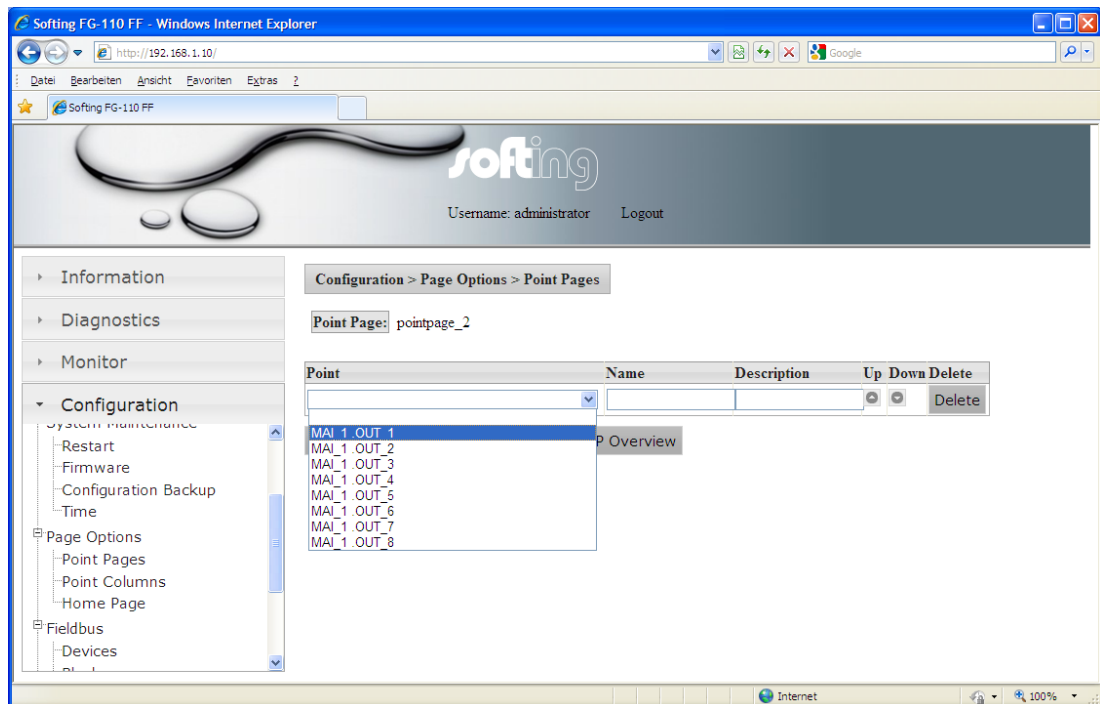 Softing FG-110 FF - Windows Internet Explorer
http://192.168.1.10/
Google
Datei Bearbeiten Ansicht Favoriten Extras ?
Softing FG-110 FF
softing
Username: administrator Logout
Information
Diagnostics
Monitor
Configuration
System Maintenance
Restart
Firmware
Configuration Backup
Time
Page Options
Point Pages
Point Columns
Home Page
Fieldbus
Devices
Configuration > Page Options > Point Pages
Point Page: pointpage_2
Point Name Description Up Down Delete
Delete
MAI_1 .OUT_1
MAI_1 .OUT_2
MAI_1 .OUT_3
MAI_1 .OUT_4
MAI_1 .OUT_5
MAI_1 .OUT_6
MAI_1 .OUT_7
MAI_1 .OUT_8
P Overview
Internet
100%